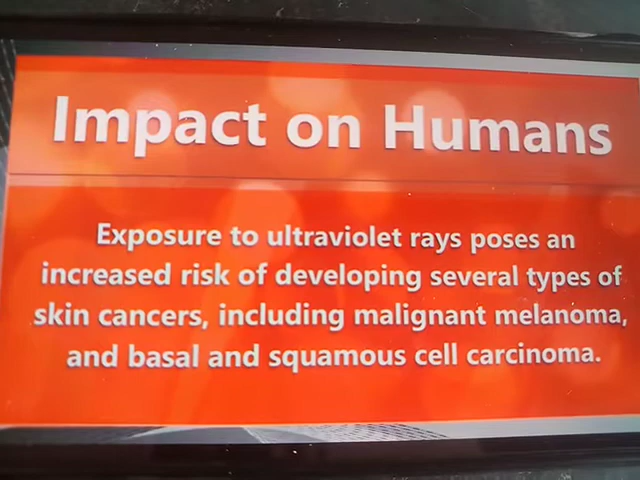 Impact on Humans
Exposure to ultraviolet rays poses an
increased risk of developing several types of
skin cancers, including malignant melanoma,
and basal and squamous cell carcinoma.